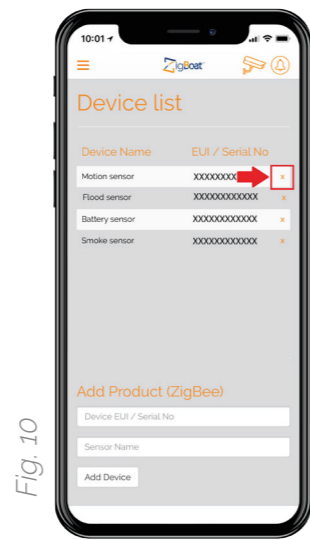 10:01
ZigBoat
Device list
Device Name EUI / Serial No
Motion sensor XXXXXXXX x
Flood sensor XXXXXXXXXXXX x
Battery sensor XXXXXXXXXXXX x
Smoke sensor XXXXXXXXXXXX x
Add Product (ZigBee)
Device EUI / Serial No
Sensor Name
Add Device
Fig. 10